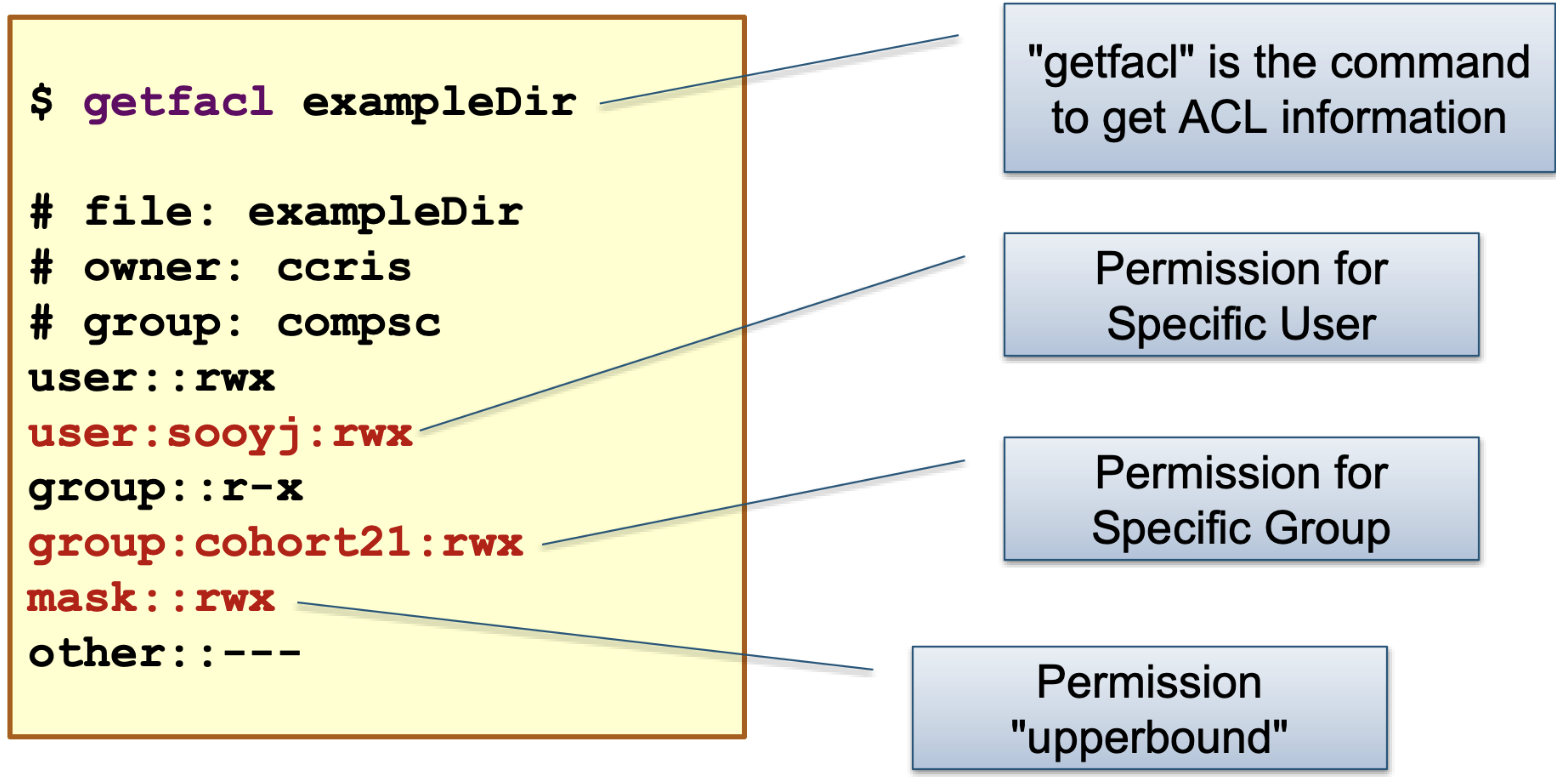 $ getfacl exampleDir
# file: exampleDir
# owner: ccris
# group: compsc
user::rwx
user:sooyj:rwx
group::r-x
group:cohort21:rwx
mask::rwx
other::---
"getfacl" is the command
to get ACL information
Permission for
Specific User
Permission for
Specific Group
Permission
"upperbound"